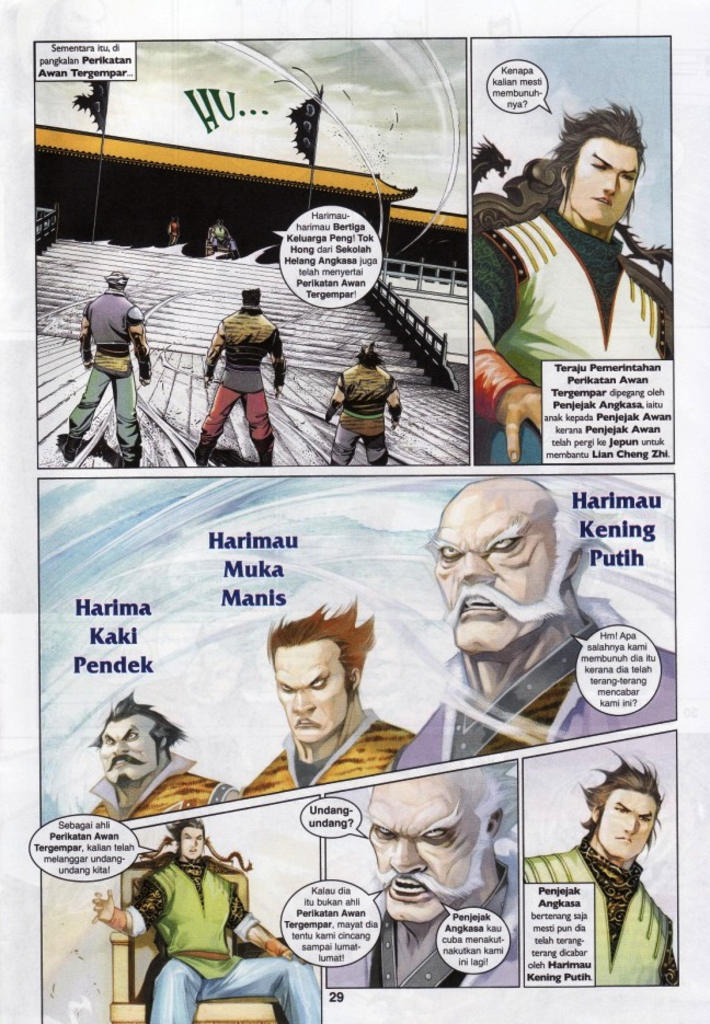 Sementara itu, di
pangkalan Perikatan
Awan Tergempar...
HU...
Harimau-
harimau Bertiga
Keluarga Peng! Tok
Hong dari Sekolah
Helang Angkasa juga
telah menyertai
Perikatan Awan
Tergempar!
Kenapa
kalian mesti
membunuh-
nya?
Teraju Pemerintahan
Perikatan Awan
Tergempar dipegang oleh
Penjejak Angkasa, iaitu
anak kepada Penjejak Awan
kerana Penjejak Awan
telah pergi ke Jepun untuk
membantu Lian Cheng Zhi.
Harima
Kaki
Pendek
Harimau
Muka
Manis
Harimau
Kening
Putih
Hm! Apa
salahnya kami
membunuh dia itu
kerana dia telah
terang-terang
mencabar
kami ini?
Sebagai ahli
Perikatan Awan
Tergempar, kalian telah
melanggar undang-
undang kita!
Undang-
undang?
Kalau dia
itu bukan ahli
Perikatan Awan
Tergempar, mayat dia
tentu kami cincang
sampai lumat-
lumat!
Penjejak
Angkasa kau
cuba menakut-
nakutkan kami
ini lagi!
Penjejak
Angkasa
bertenang saja
mesti pun dia
telah terang-
terang dicabar
oleh Harimau
Kening Putih.
29